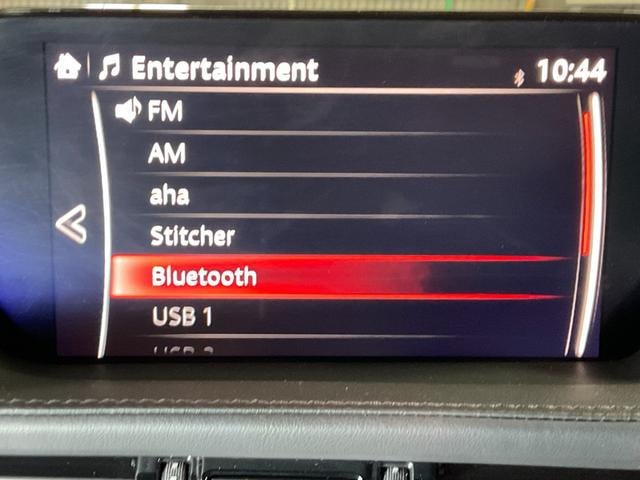 Entertainment
10:44
FM
AM
aha
Stitcher
Bluetooth
USB 1